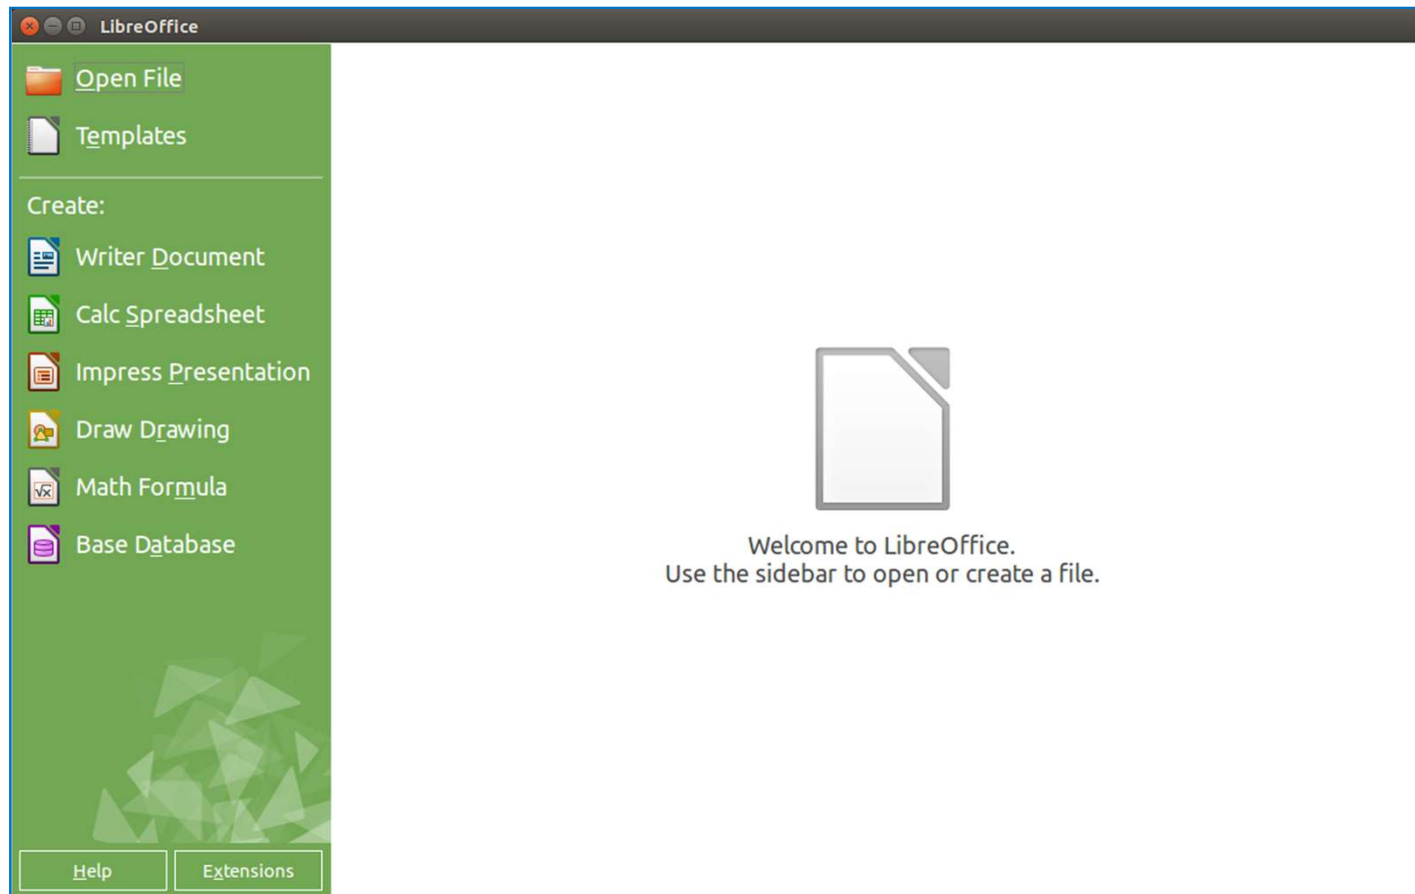 LibreOffice
Open File
Templates
Create:
Writer Document
Calc Spreadsheet
Impress Presentation
Draw Drawing
Math Formula
Base Database
Welcome to LibreOffice.
Use the sidebar to open or create a file.
Help
Extensions